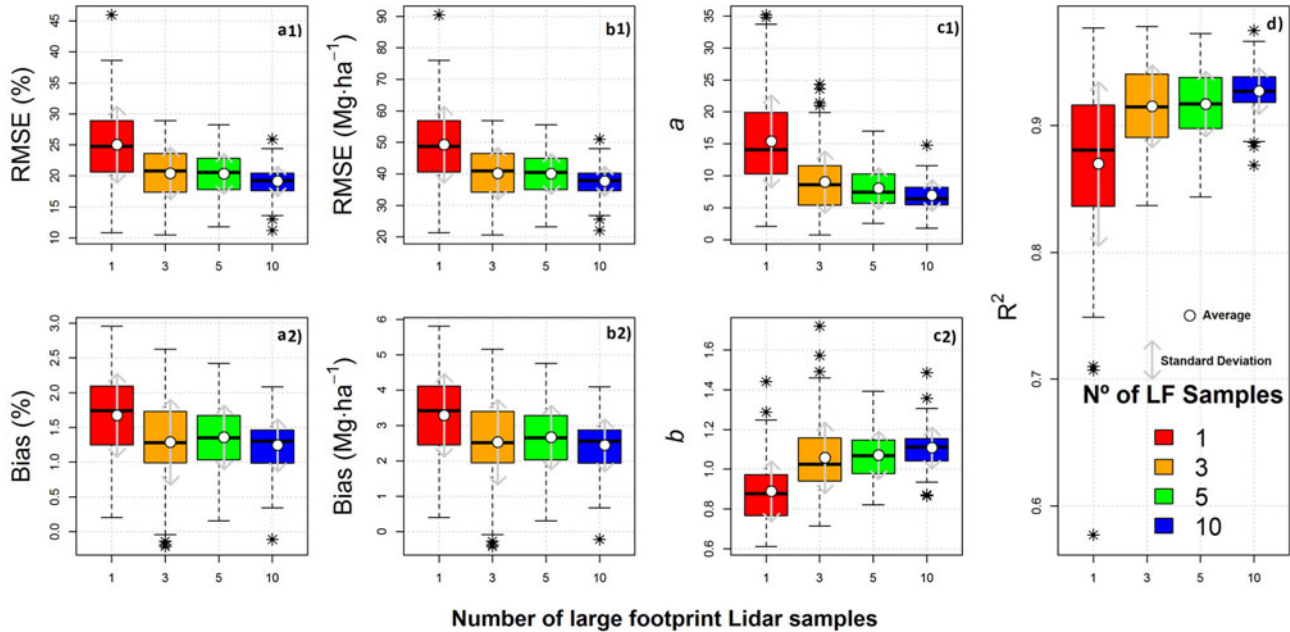 a1)
RMSE (%)
45
40
35
30
25
20
15
10
1 3 5 10
b1)
RMSE (Mg·ha⁻¹)
90
80
70
60
50
40
30
20
1 3 5 10
c1)
a
35
30
25
20
15
10
5
0
1 3 5 10
a2)
Bias (%)
3.0
2.5
2.0
1.5
1.0
0.5
0.0
1 3 5 10
b2)
Bias (Mg·ha⁻¹)
6
5
4
3
2
1
0
1 3 5 10
c2)
b
1.6
1.4
1.2
1.0
0.8
0.6
1 3 5 10
d)
R²
0.9
0.8
0.7
0.6
Average
Standard Deviation
Nº of LF Samples
1
3
5
10
1 3 5 10
Number of large footprint Lidar samples